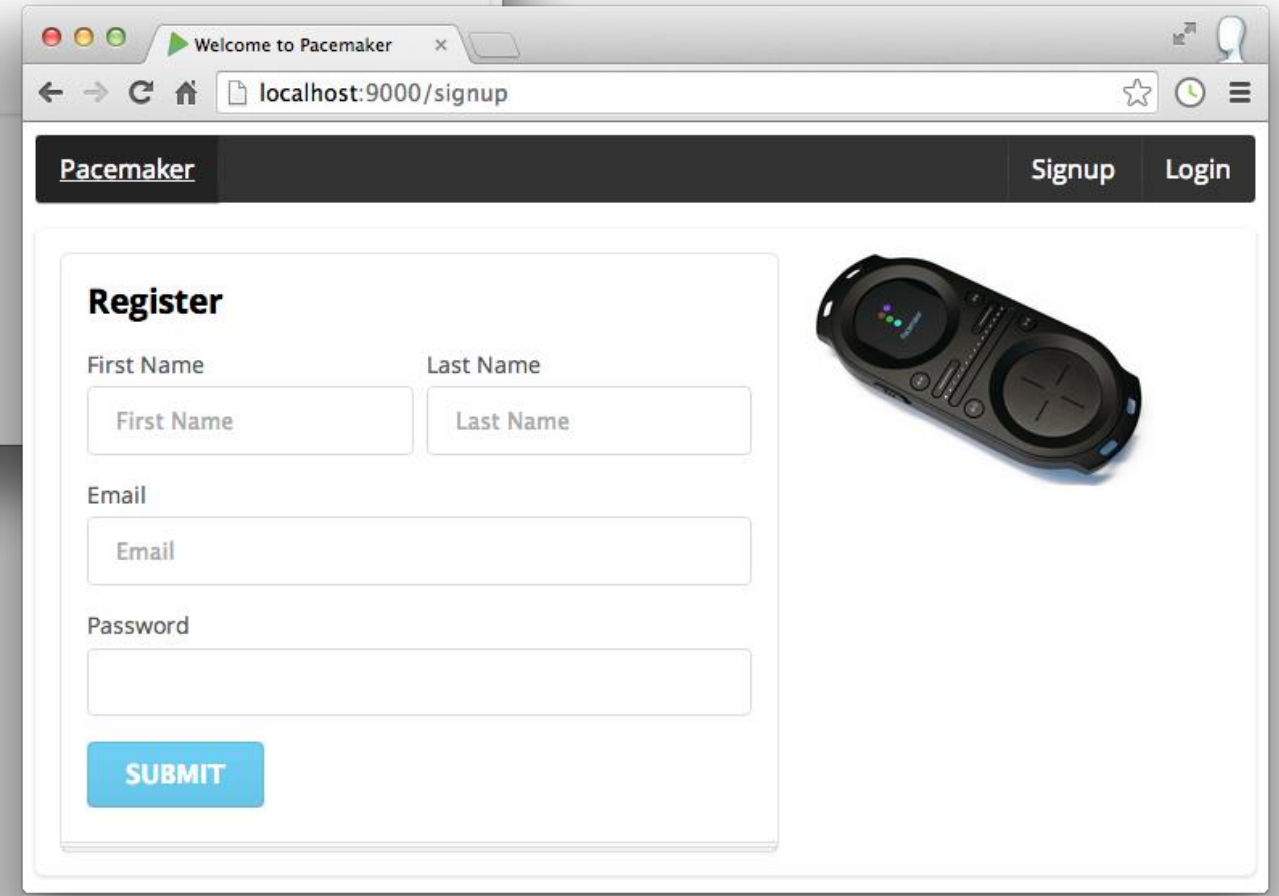 Welcome to Pacemaker
localhost:9000/signup
Pacemaker Signup Login
Register
First Name Last Name
First Name Last Name
Email
Email
Password
SUBMIT
Pacemaker